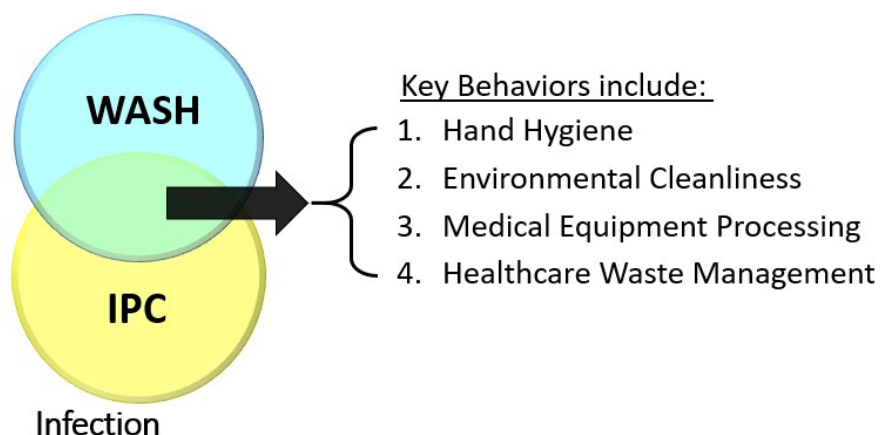 WASH
IPC
Infection
Key Behaviors include:
1. Hand Hygiene
2. Environmental Cleanliness
3. Medical Equipment Processing
4. Healthcare Waste Management